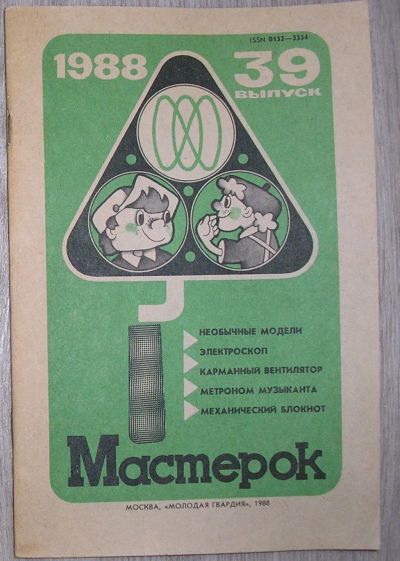 ISSN 0132—3334
1988
39
ВЫПУСК
НЕОБЫЧНЫЕ МОДЕЛИ
ЭЛЕКТРОСКОП
КАРМАННЫЙ ВЕНТИЛЯТОР
МЕТРОНОМ МУЗЫКАНТА
МЕХАНИЧЕСКИЙ БЛОКНОТ
Мастерок
МОСКВА, «МОЛОДАЯ ГВАРДИЯ», 1988